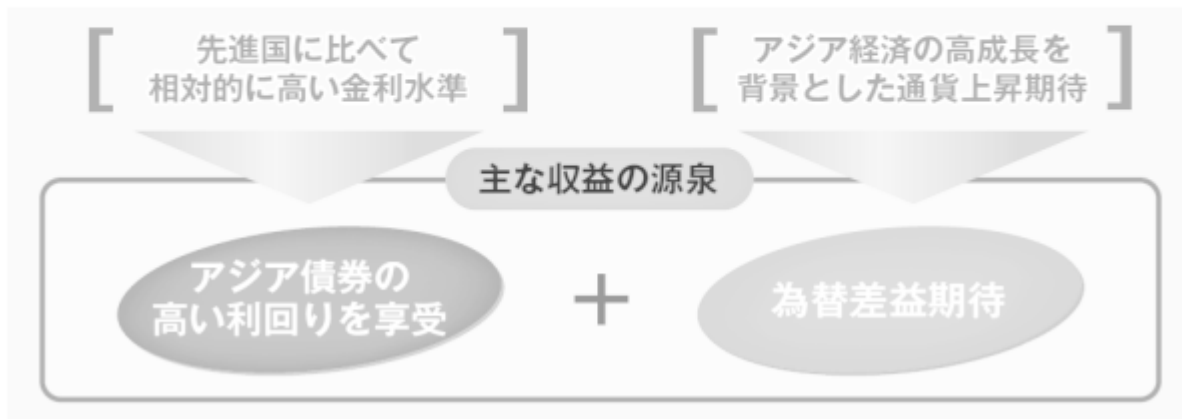 先進国に比べて
相対的に高い金利水準
アジア経済の高成長を
背景とした通貨上昇期待
主な収益の源泉
アジア債券の
高い利回りを享受
+
為替差益期待